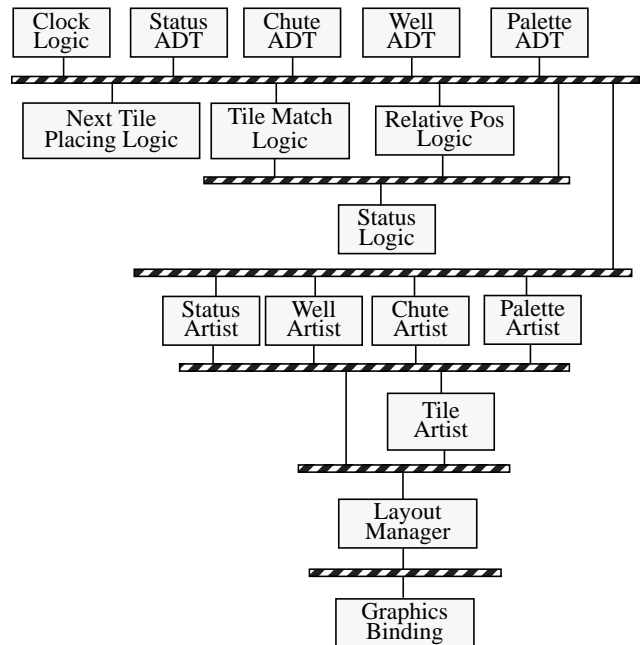 Clock
Logic
Status
ADT
Chute
ADT
Well
ADT
Palette
ADT
Next Tile
Placing Logic
Tile Match
Logic
Relative Pos
Logic
Status
Logic
Status
Artist
Well
Artist
Chute
Artist
Palette
Artist
Tile
Artist
Layout
Manager
Graphics
Binding